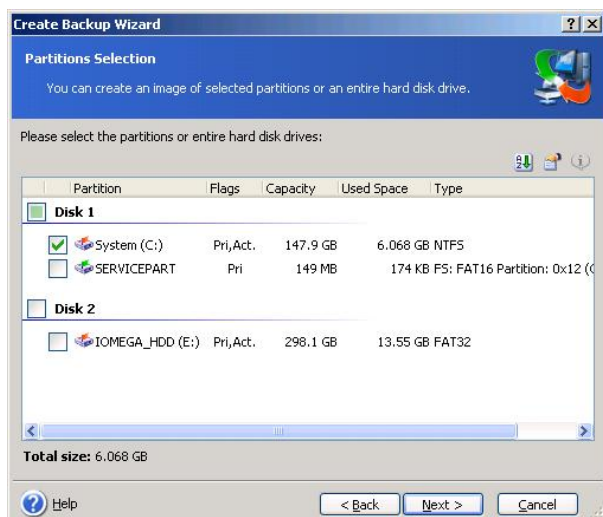 Create Backup Wizard
Partitions Selection
You can create an image of selected partitions or an entire hard disk drive.
Please select the partitions or entire hard disk drives:
Partition Flags Capacity Used Space Type
Disk 1
System (C:) Pri,Act. 147.9 GB 6.068 GB NTFS
SERVICEPART Pri 149 MB 174 KB FS: FAT16 Partition: 0x12 (
Disk 2
IOMEGA_HDD (E:) Pri,Act. 298.1 GB 13.55 GB FAT32
Total size: 6.068 GB
Help < Back Next > Cancel